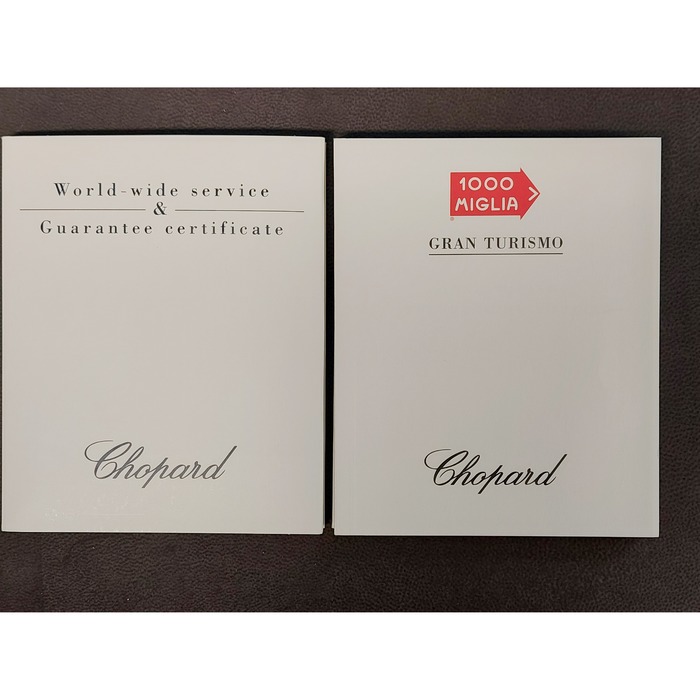 World-wide service
&
Guarantee certificate
Chopard
1000
MIGLIA
GRAN TURISMO
Chopard